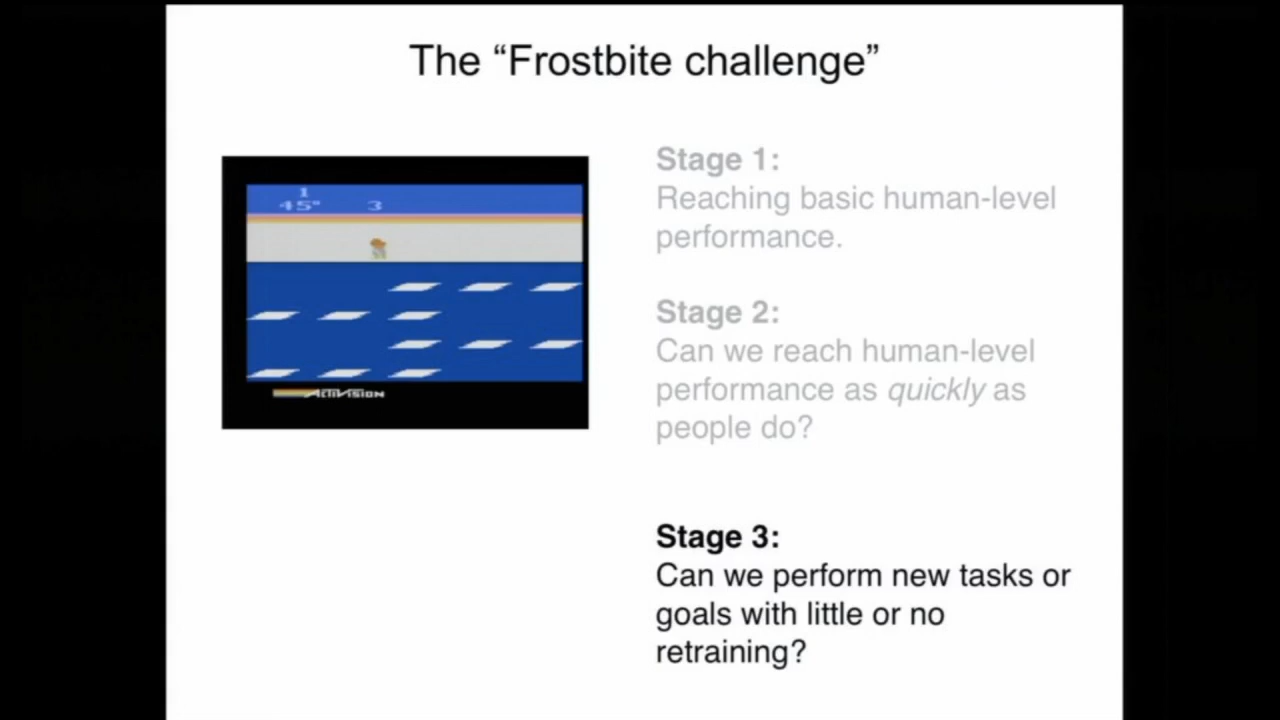 The “Frostbite challenge”
1
45° 3
ACTIVISION
Stage 1:
Reaching basic human-level
performance.
Stage 2:
Can we reach human-level
performance as quickly as
people do?
Stage 3:
Can we perform new tasks or
goals with little or no
retraining?